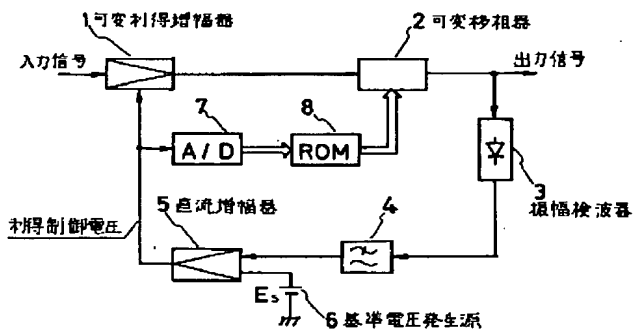 1 可変利得増幅器
2 可変移相器
入力信号
出力信号
7
8
A/D
ROM
3
振幅検波器
5 直流増幅器
4
利得制御電圧
Es
6 基準電圧発生源